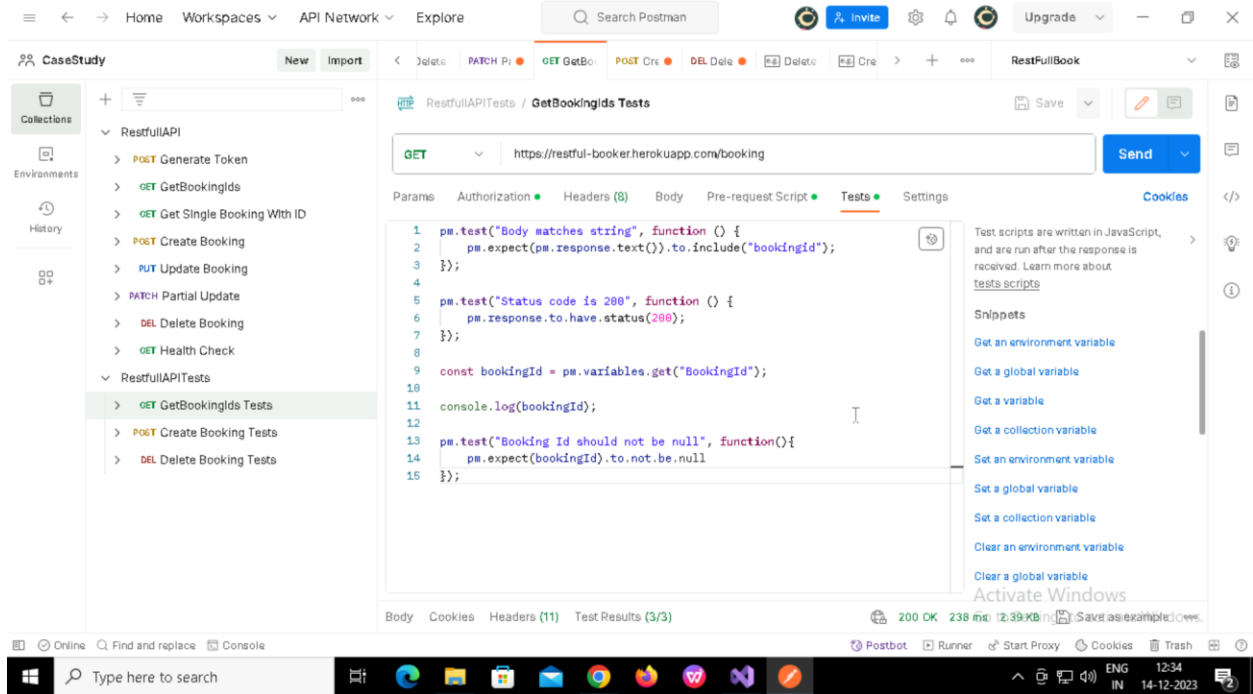 Home Workspaces API Network Explore Search Postman Invite Upgrade
CaseStudy New Import Delete PATCH Pa GET GetBo POST Cre DEL Dele Delete Cre RestFullBook
Collections
Environments
History
RestfullAPI
POST Generate Token
GET GetBookingIds
GET Get Single Booking With ID
POST Create Booking
PUT Update Booking
PATCH Partial Update
DEL Delete Booking
GET Health Check
RestfullAPITests
GET GetBookingIds Tests
POST Create Booking Tests
DEL Delete Booking Tests
HTTP RestfullAPITests / GetBookingIds Tests Save
GET https://restful-booker.herokuapp.com/booking Send
Params Authorization Headers (8) Body Pre-request Script Tests Settings Cookies
1 pm.test("Body matches string", function () {
2 pm.expect(pm.response.text()).to.include("bookingid");
3 });
4
5 pm.test("Status code is 200", function () {
6 pm.response.to.have.status(200);
7 });
8
9 const bookingId = pm.variables.get("BookingId");
10
11 console.log(bookingId);
12
13 pm.test("Booking Id should not be null", function(){
14 pm.expect(bookingId).to.not.be.null
15 });
Test scripts are written in JavaScript,
and are run after the response is
received. Learn more about
tests scripts
Snippets
Get an environment variable
Get a global variable
Get a variable
Get a collection variable
Set an environment variable
Set a global variable
Set a collection variable
Clear an environment variable
Clear a global variable
Activate Windows
Body Cookies Headers (11) Test Results (3/3) 200 OK 238 ms 2.39 KB Save as example
Online Find and replace Console Postbot Runner Start Proxy Cookies Trash
Type here to search ENG 12:34
IN 14-12-2023 2